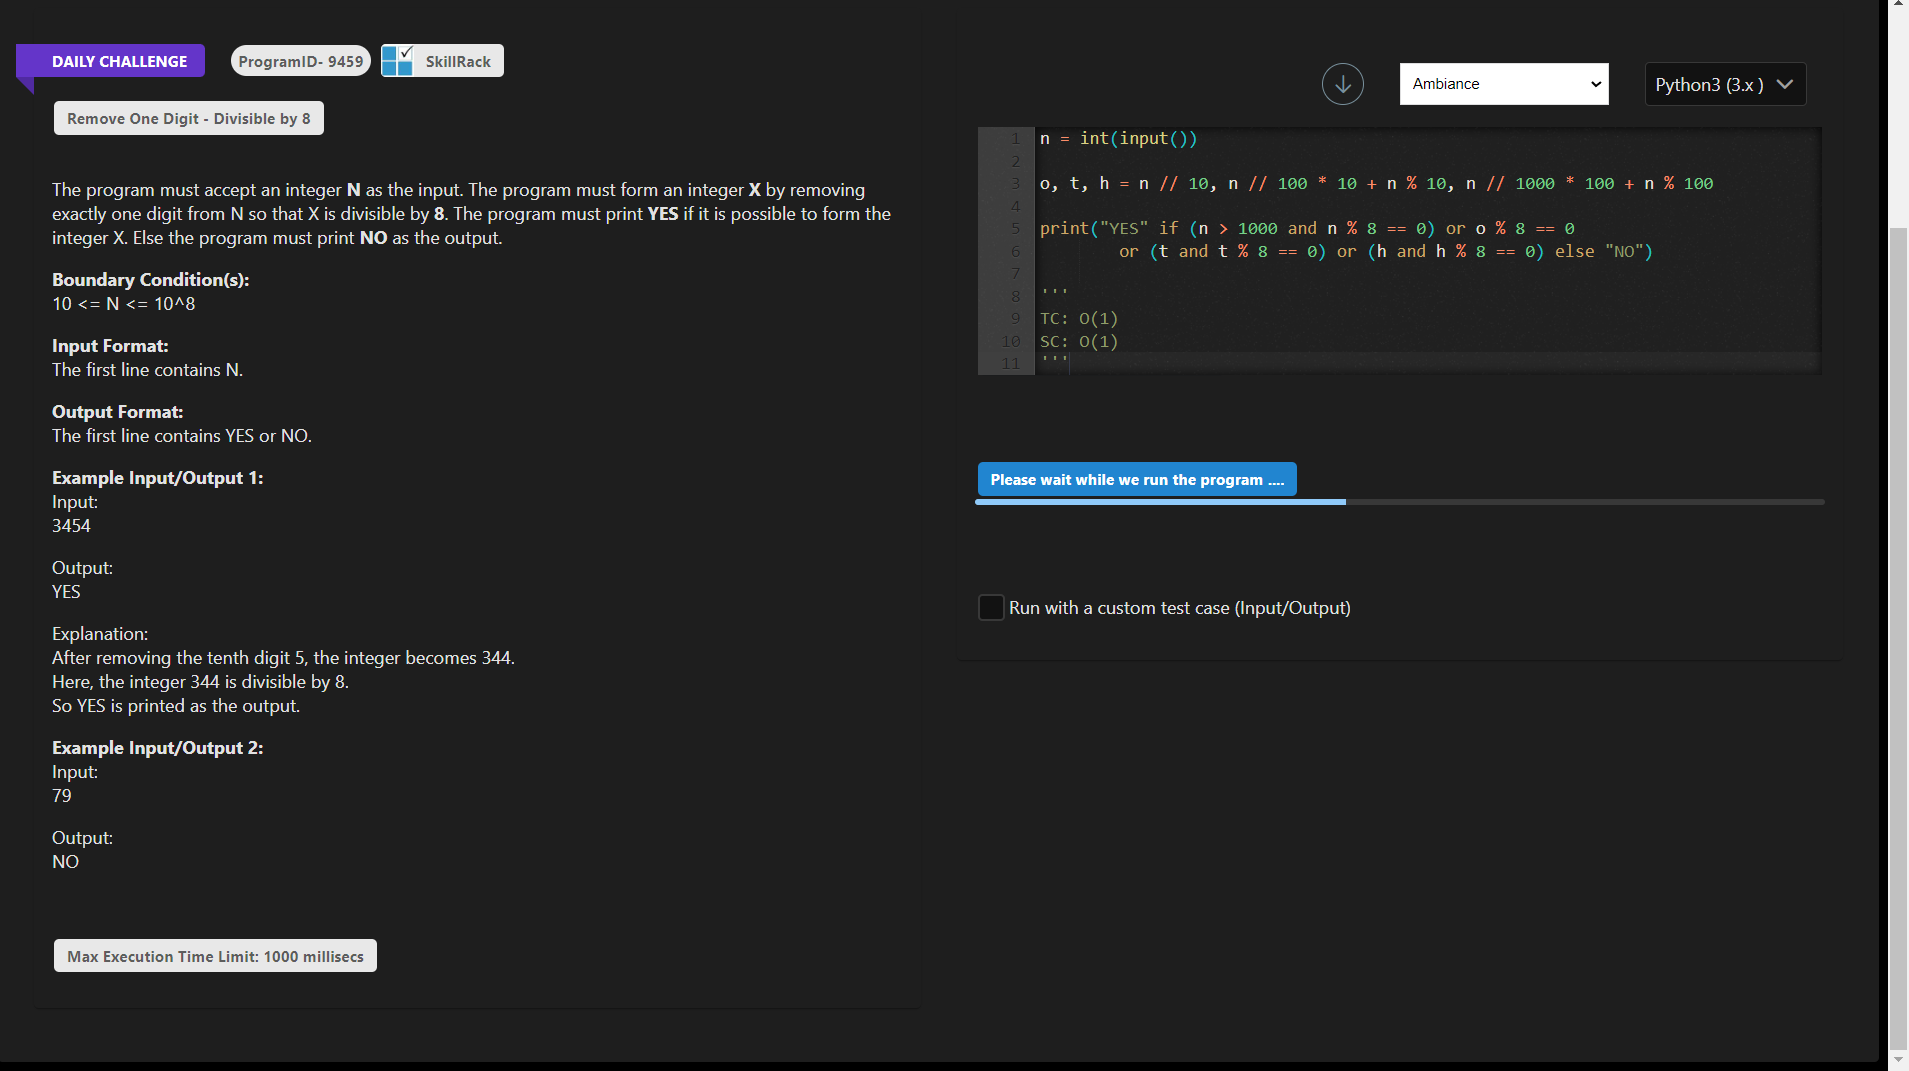 DAILY CHALLENGE
ProgramID- 9459
SkillRack
Remove One Digit - Divisible by 8
The program must accept an integer N as the input. The program must form an integer X by removing
exactly one digit from N so that X is divisible by 8. The program must print YES if it is possible to form the
integer X. Else the program must print NO as the output.
Boundary Condition(s):
10 <= N <= 10^8
Input Format:
The first line contains N.
Output Format:
The first line contains YES or NO.
Example Input/Output 1:
Input:
3454
Output:
YES
Explanation:
After removing the tenth digit 5, the integer becomes 344.
Here, the integer 344 is divisible by 8.
So YES is printed as the output.
Example Input/Output 2:
Input:
79
Output:
NO
Max Execution Time Limit: 1000 millisecs
Ambiance
Python3 (3.x )
1 n = int(input())
2
3 o, t, h = n // 10, n // 100 * 10 + n % 10, n // 1000 * 100 + n % 100
4
5 print("YES" if (n > 1000 and n % 8 == 0) or o % 8 == 0
6 or (t and t % 8 == 0) or (h and h % 8 == 0) else "NO")
7
8 '''
9 TC: O(1)
10 SC: O(1)
11 '''
Please wait while we run the program ....
Run with a custom test case (Input/Output)